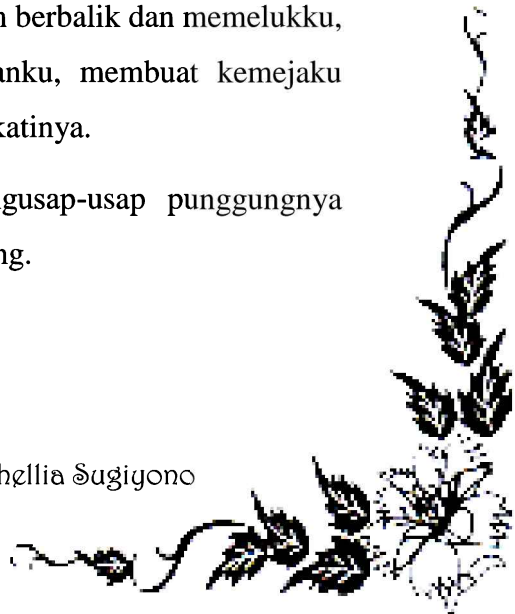 n berbalik dan memelukku,
anku, membuat kemejaku
katinya.
gusap-usap punggungnya
ng.
hellia Sugiyono